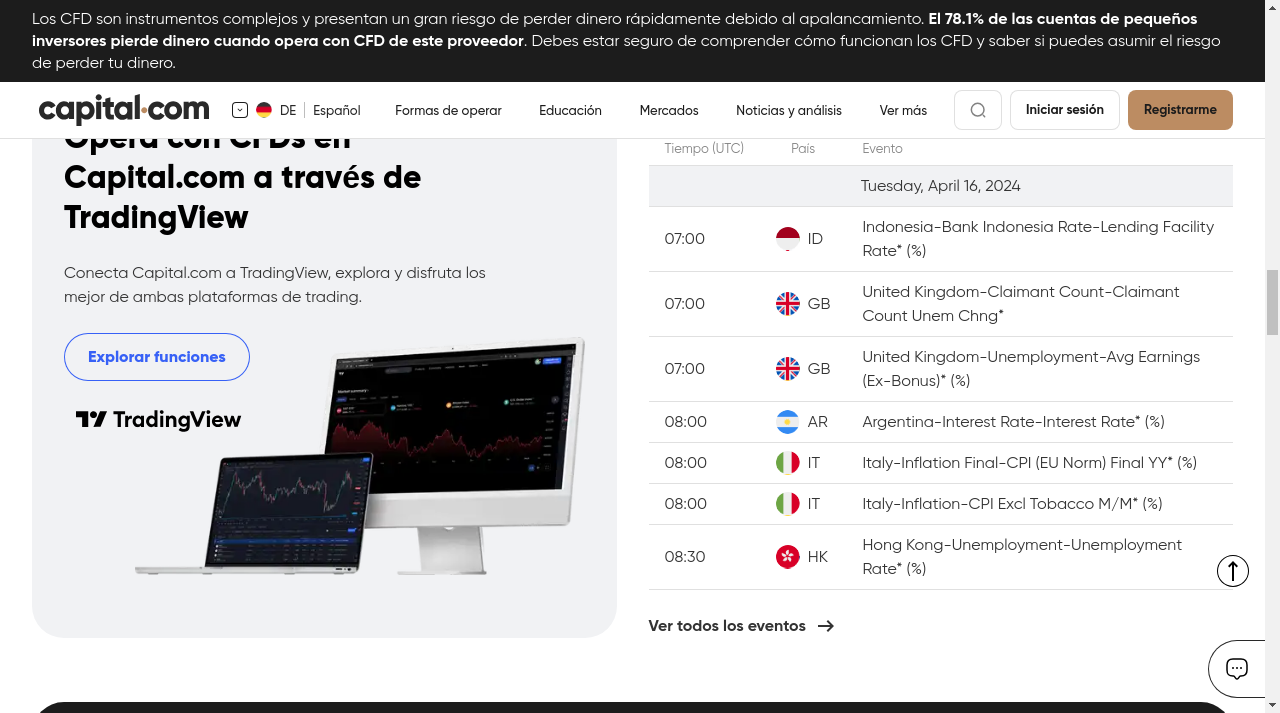 Los CFD son instrumentos complejos y presentan un gran riesgo de perder dinero rápidamente debido al apalancamiento. El 78.1% de las cuentas de pequeños
inversores pierde dinero cuando opera con CFD de este proveedor. Debes estar seguro de comprender cómo funcionan los CFD y saber si puedes asumir el riesgo
de perder tu dinero.
capital.com
DE
Español
Formas de operar
Educación
Mercados
Noticias y análisis
Ver más
Iniciar sesión
Registrarme
Opera con CFDs en
Capital.com a través de
TradingView
Conecta Capital.com a TradingView, explora y disfruta los
mejor de ambas plataformas de trading.
Explorar funciones
TradingView
Tiempo (UTC) País Evento
Tuesday, April 16, 2024
07:00 ID Indonesia-Bank Indonesia Rate-Lending Facility
Rate* (%)
07:00 GB United Kingdom-Claimant Count-Claimant
Count Unem Chng*
07:00 GB United Kingdom-Unemployment-Avg Earnings
(Ex-Bonus)* (%)
08:00 AR Argentina-Interest Rate-Interest Rate* (%)
08:00 IT Italy-Inflation Final-CPI (EU Norm) Final YY* (%)
08:00 IT Italy-Inflation-CPI Excl Tobacco M/M* (%)
08:30 HK Hong Kong-Unemployment-Unemployment
Rate* (%)
Ver todos los eventos